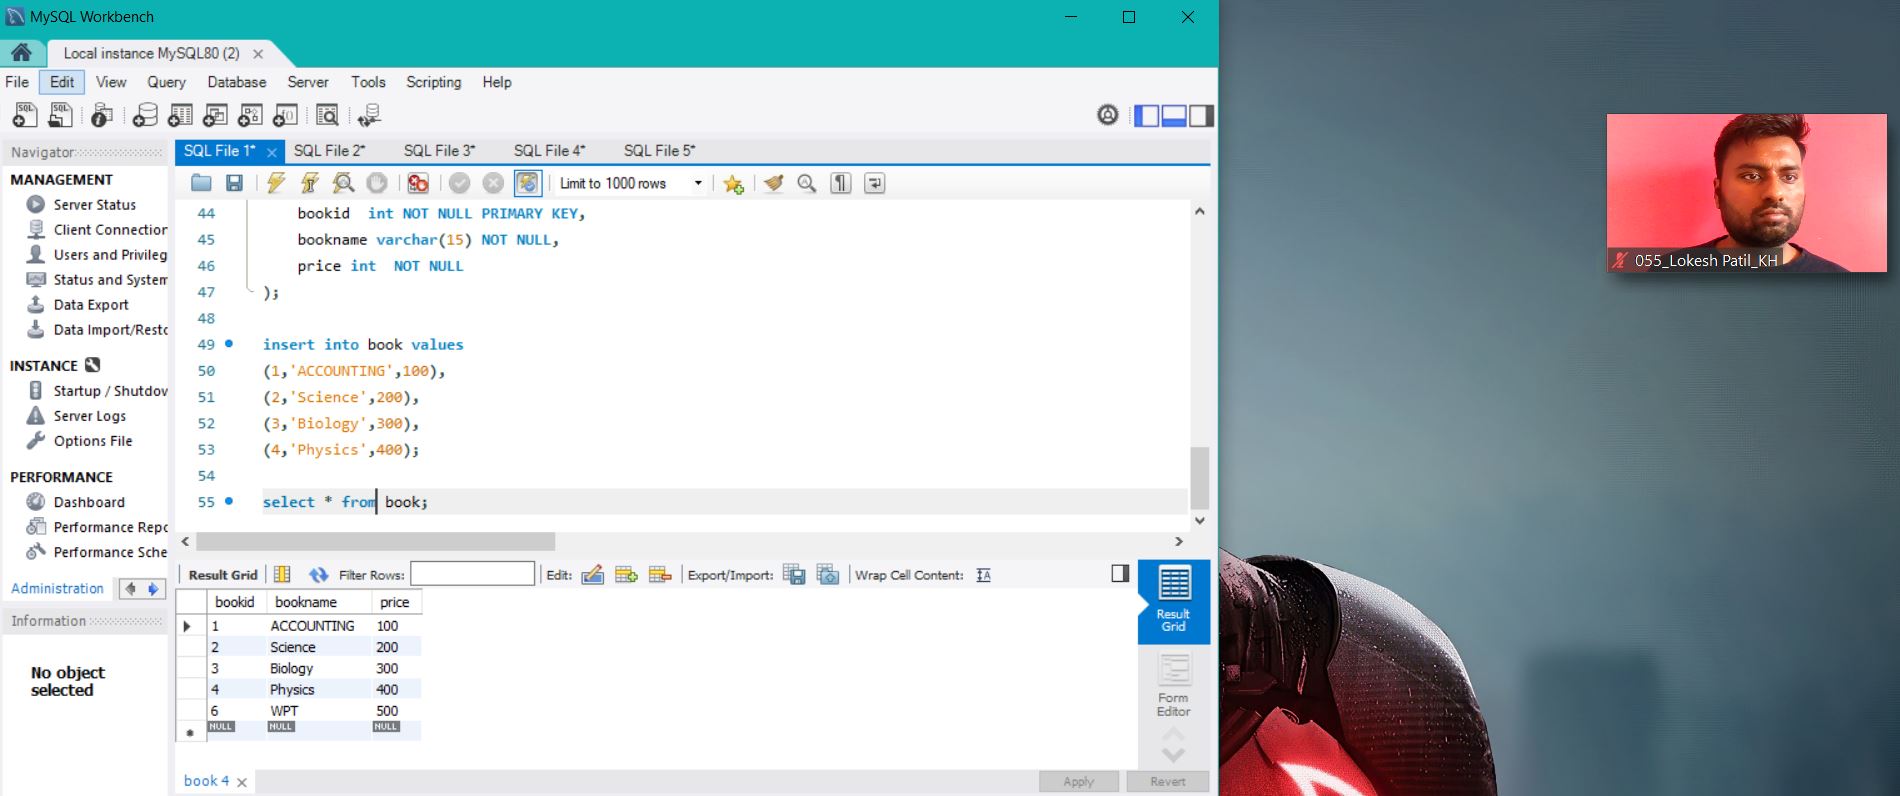 MySQL Workbench
Local instance MySQL80 (2)
File Edit View Query Database Server Tools Scripting Help
Navigator
SQL File 1* SQL File 2* SQL File 3* SQL File 4* SQL File 5*
MANAGEMENT
Server Status
Client Connection
Users and Privileg
Status and System
Data Export
Data Import/Resto
INSTANCE
Startup / Shutdov
Server Logs
Options File
PERFORMANCE
Dashboard
Performance Repo
Performance Sche
Administration
Information
No object
selected
Limit to 1000 rows
44 bookid int NOT NULL PRIMARY KEY,
45 bookname varchar(15) NOT NULL,
46 price int NOT NULL
47 );
48
49 insert into book values
50 (1,'ACCOUNTING',100),
51 (2,'Science',200),
52 (3,'Biology',300),
53 (4,'Physics',400);
54
55 select * from book;
Result Grid Filter Rows: Edit: Export/Import: Wrap Cell Content:
bookid bookname price
1 ACCOUNTING 100
2 Science 200
3 Biology 300
4 Physics 400
6 WPT 500
NULL NULL NULL
Result
Grid
Form
Editor
book 4
Apply Revert
055_Lokesh Patil_KH